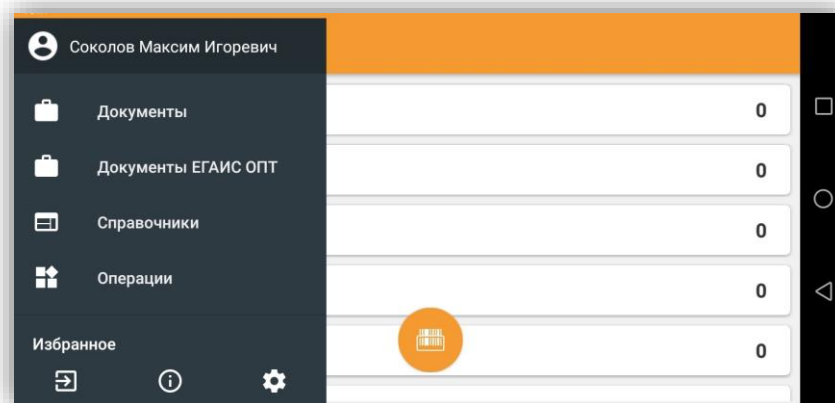 Соколов Максим Игоревич
Документы
0
Документы ЕГАИС ОПТ
0
Справочники
0
Операции
0
Избранное
0